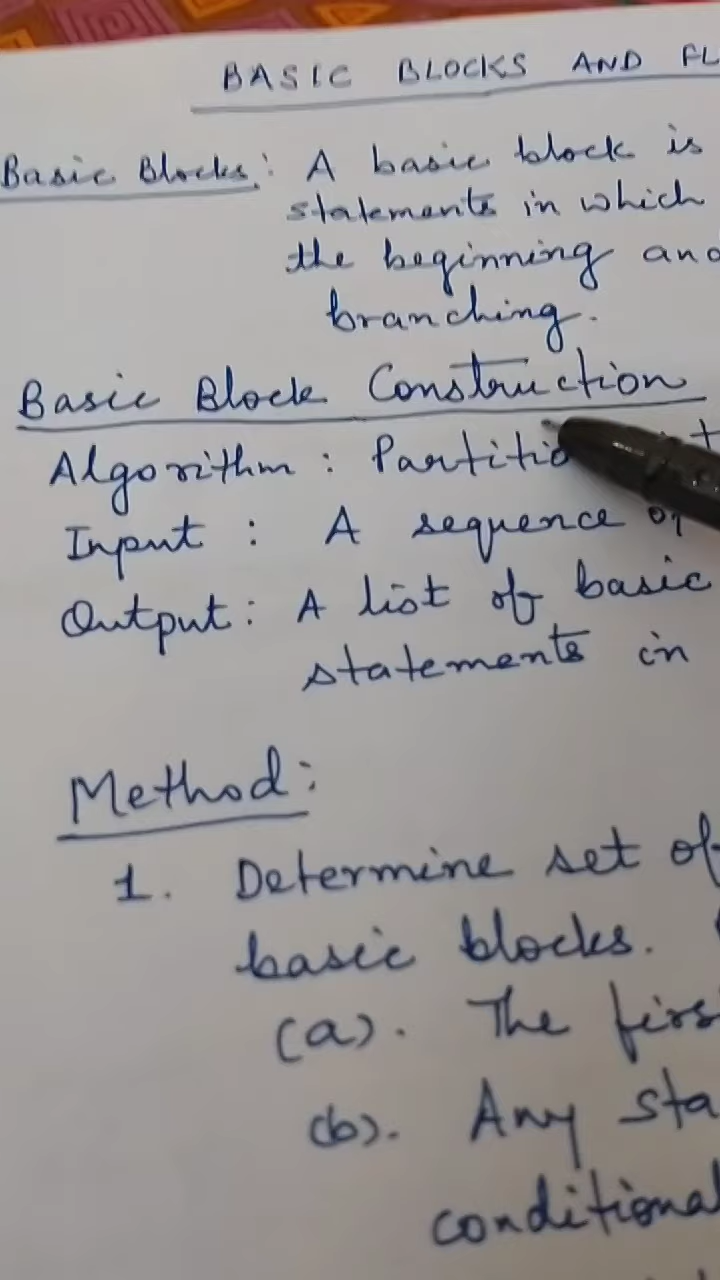 BASIC BLOCKS AND FL
Basic Blocks: A basic block is
statements in which
the beginning and
branching.
Basic Block Construction
Algorithm : Partitio
Input : A sequence of
Output: A list of basic
statements in
Method:
1. Determine set of
basic blocks.
(a). The firs
(b). Any sta
conditional